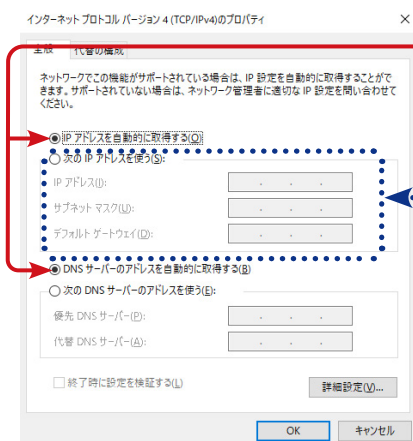 インターネット プロトコル バージョン 4 (TCP/IPv4)のプロパティ
全般 代替の構成
ネットワークでこの機能がサポートされている場合は、IP 設定を自動的に取得することがで
きます。サポートされていない場合は、ネットワーク管理者に適切な IP 設定を問い合わせて
ください。
IP アドレスを自動的に取得する(O)
次の IP アドレスを使う(S):
IP アドレス(I):
サブネット マスク(U):
デフォルト ゲートウェイ(D):
DNS サーバーのアドレスを自動的に取得する(B)
次の DNS サーバーのアドレスを使う(E):
優先 DNS サーバー(P):
代替 DNS サーバー(A):
終了時に設定を検証する(L)
詳細設定(V)...
OK キャンセル